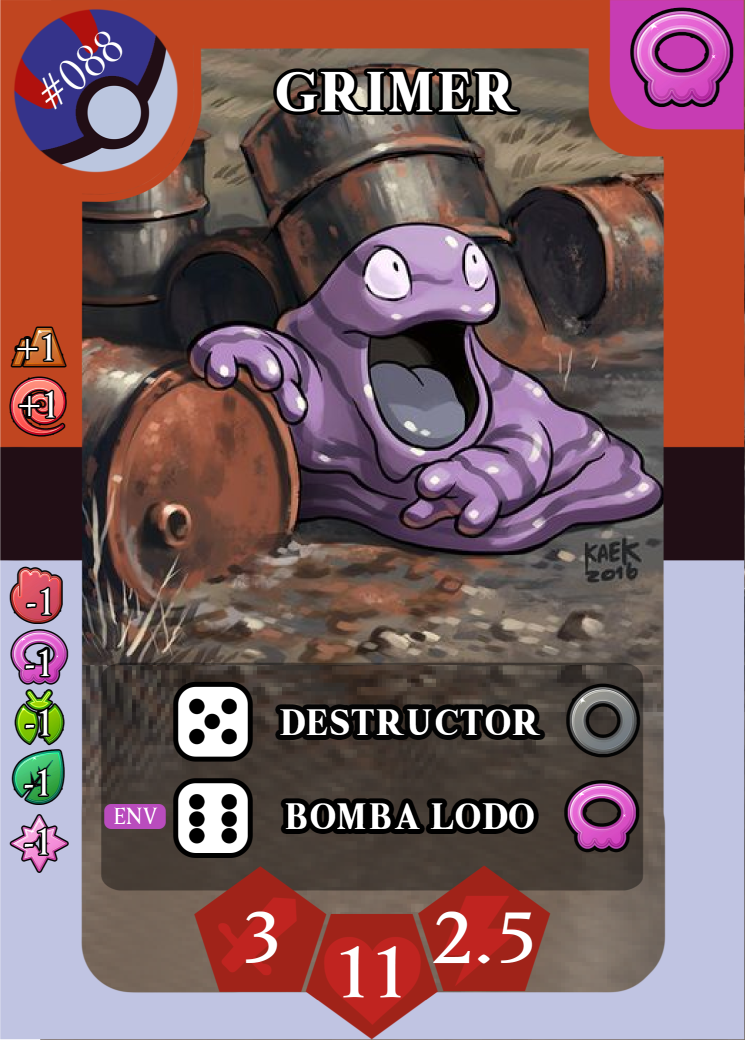 #088
GRIMER
+1
+1
KAEK
2016
-1
-1
-1
-1
-1
DESTRUCTOR
ENV
BOMBA LODO
3
11
2.5